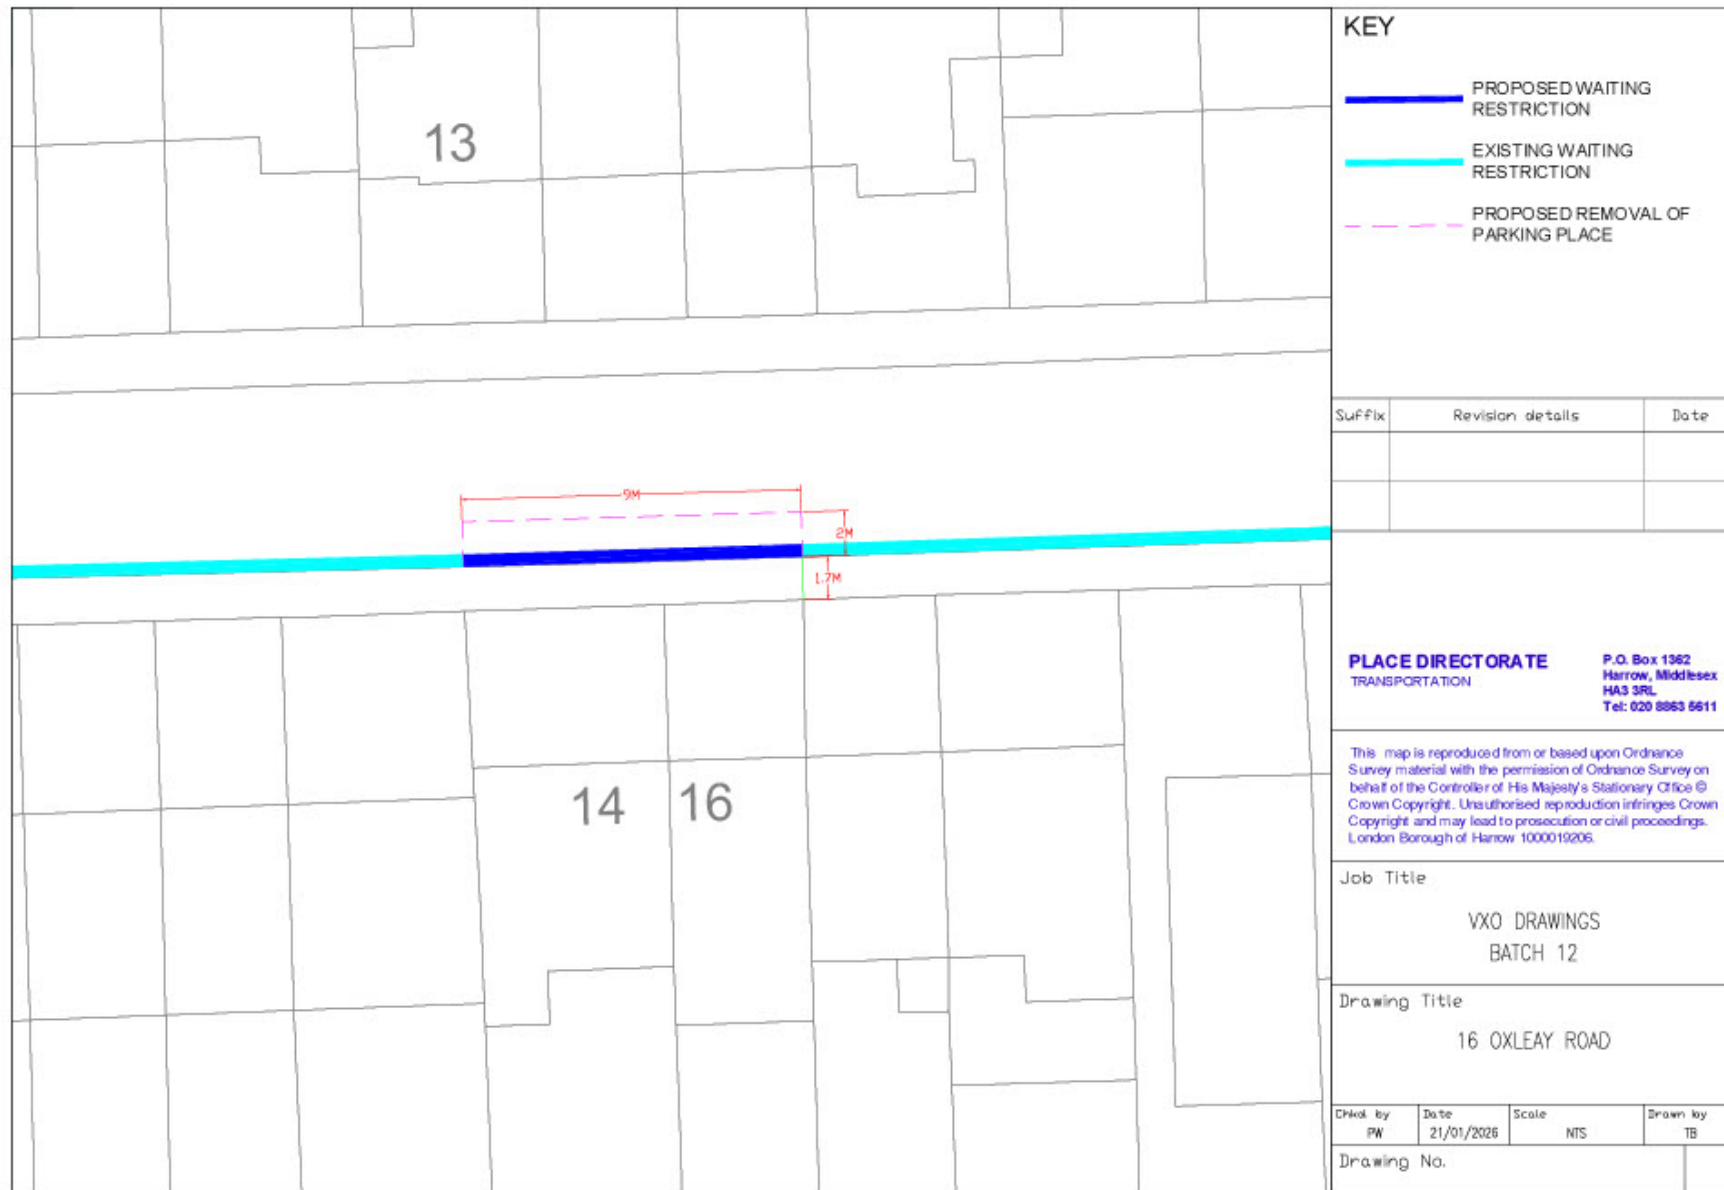 13
9M
2M
1.7M
14 16
KEY
PROPOSED WAITING
RESTRICTION
EXISTING WAITING
RESTRICTION
PROPOSED REMOVAL OF
PARKING PLACE
Suffix Revision details Date
PLACE DIRECTORATE
TRANSPORTATION
P.O. Box 1362
Harrow, Middlesex
HA3 3RL
Tel: 020 8863 5611
This map is reproduced from or based upon Ordnance
Survey material with the permission of Ordnance Survey on
behalf of the Controller of His Majesty's Stationary Office ©
Crown Copyright. Unauthorised reproduction infringes Crown
Copyright and may lead to prosecution or civil proceedings.
London Borough of Harrow 1000019206.
Job Title
VXO DRAWINGS
BATCH 12
Drawing Title
16 OXLEAY ROAD
Chkd. by Date Scale Drawn by
PW 21/01/2026 NTS TB
Drawing No.